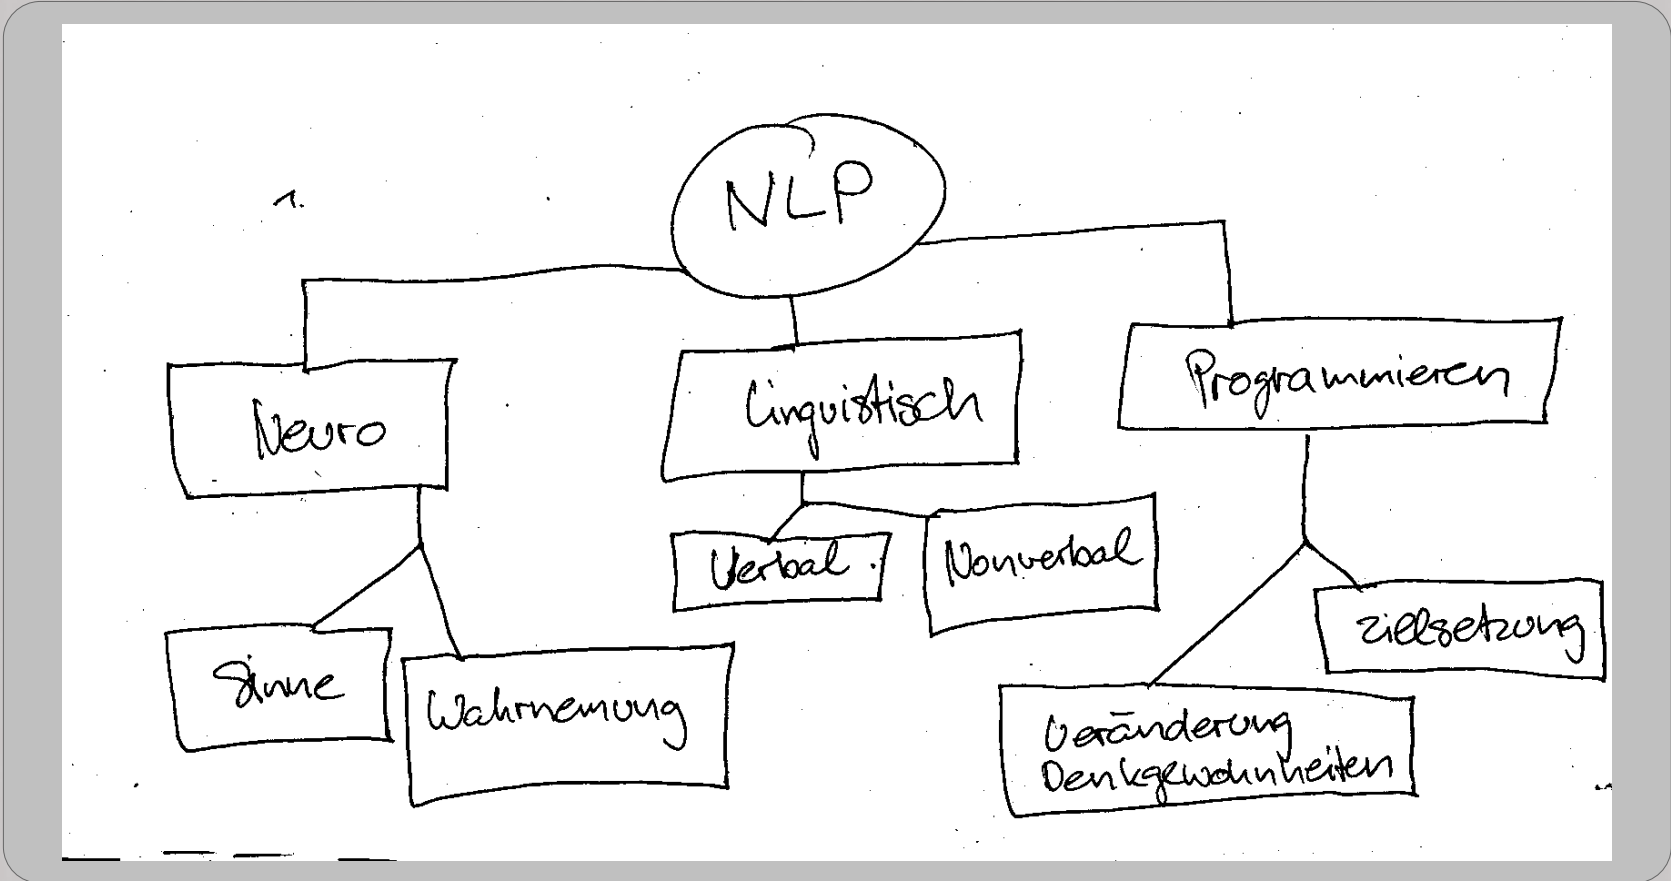 1.
NLP
Neuro
Linguistisch
Programmieren
Verbal
Nonverbal
Sinne
Wahrnemung
Zielsetzung
Veränderung
Denkgewohnheiten